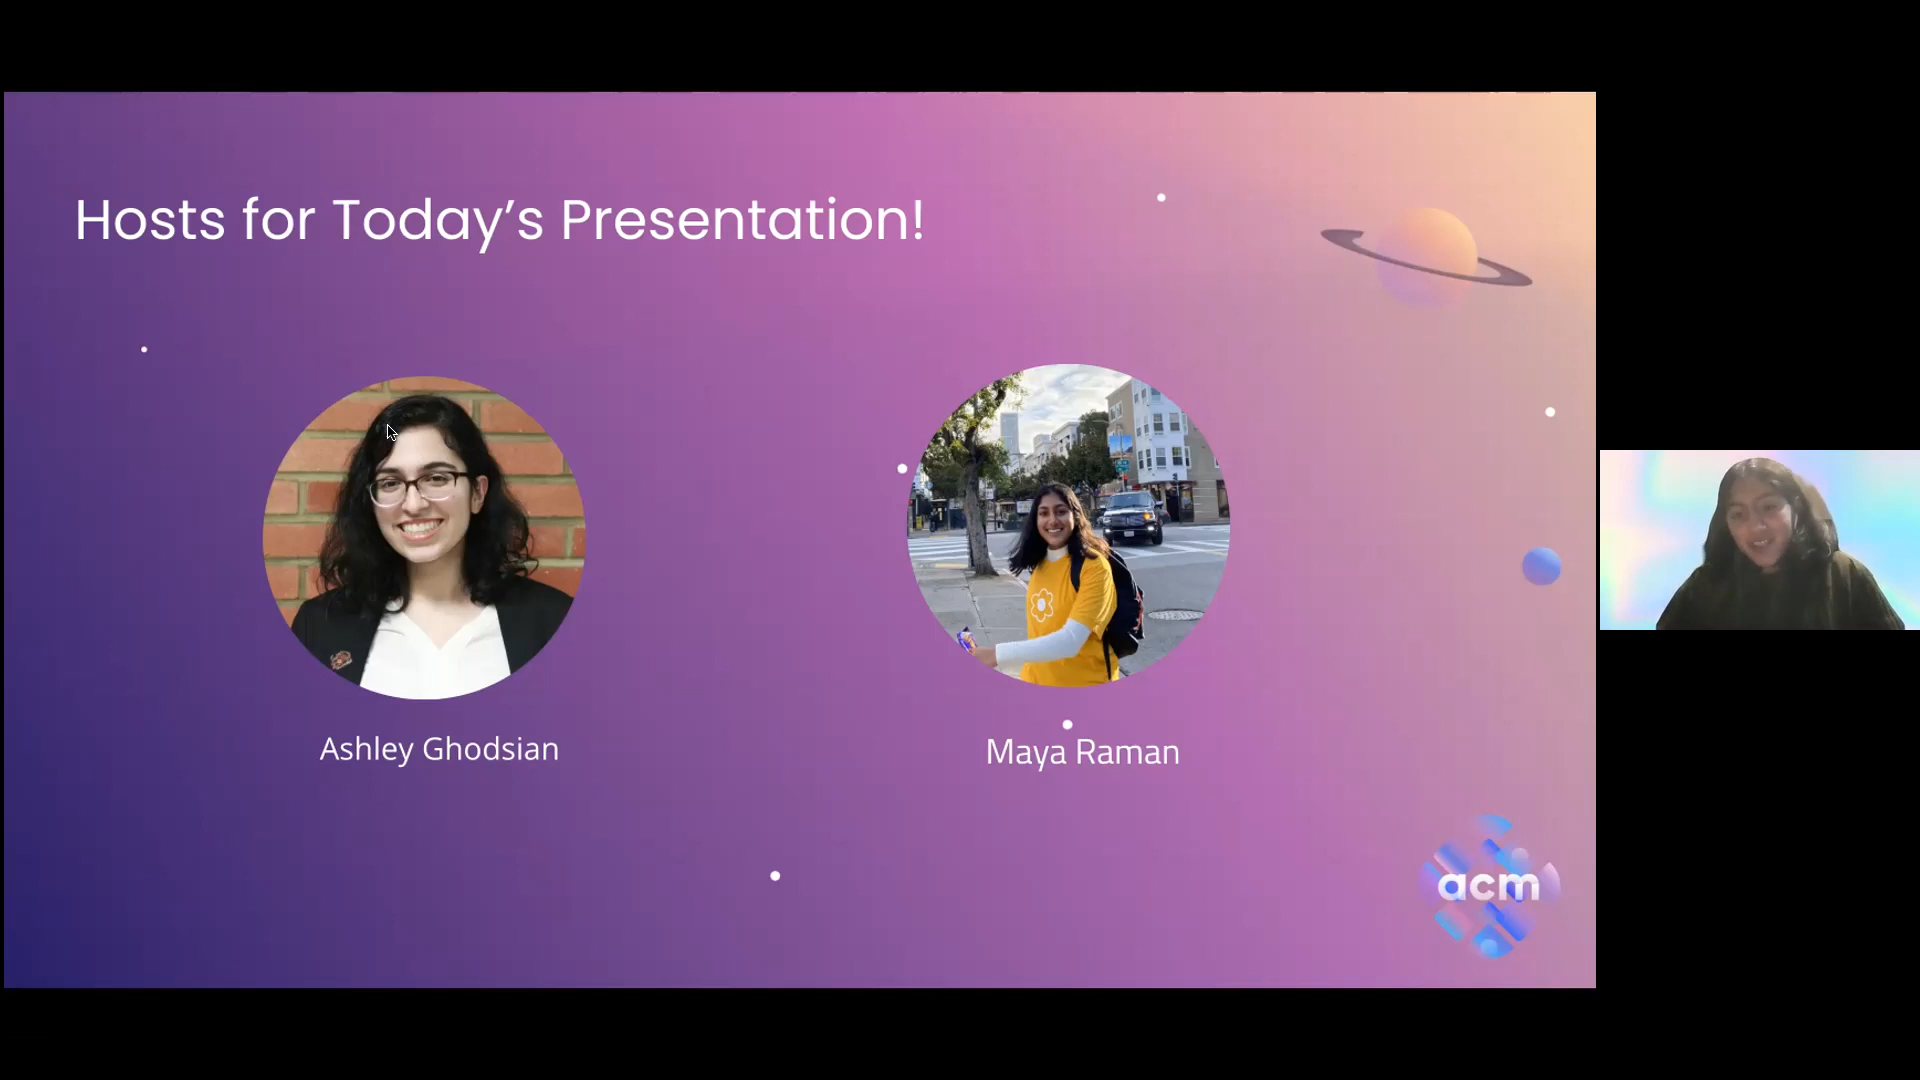 Hosts for Today’s Presentation!
Ashley Ghodsian
Maya Raman
acm